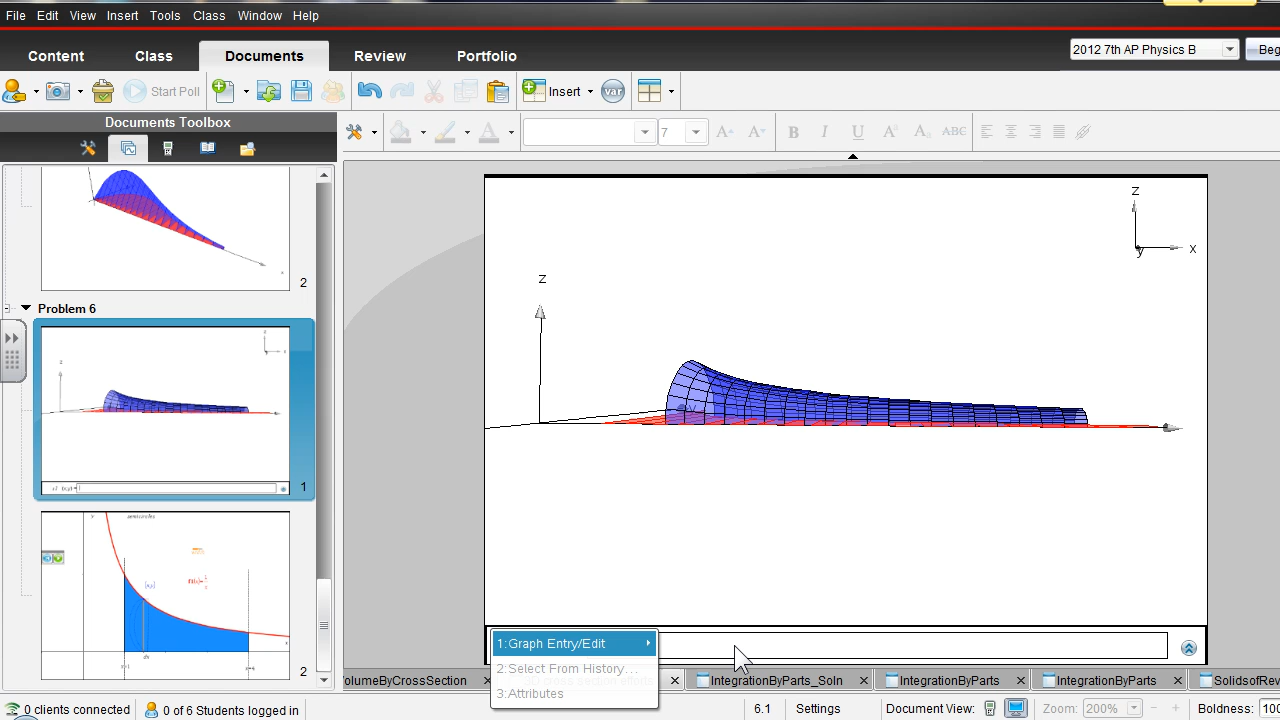 File Edit View Insert Tools Class Window Help
Content Class Documents Review Portfolio
2012 7th AP Physics B
Beg
Start Poll
Insert
var
Documents Toolbox
7
B I U A A ABC
2
Problem 6
1
2
z
x
y
z
1:Graph Entry/Edit
2:Select From History...
3:Attributes
olumeByCrossSection
IntegrationByParts_Soln
IntegrationByParts
IntegrationByParts
SolidsofRev
0 clients connected
0 of 6 Students logged in
6.1
Settings
Document View:
Zoom: 200%
Boldness: 100